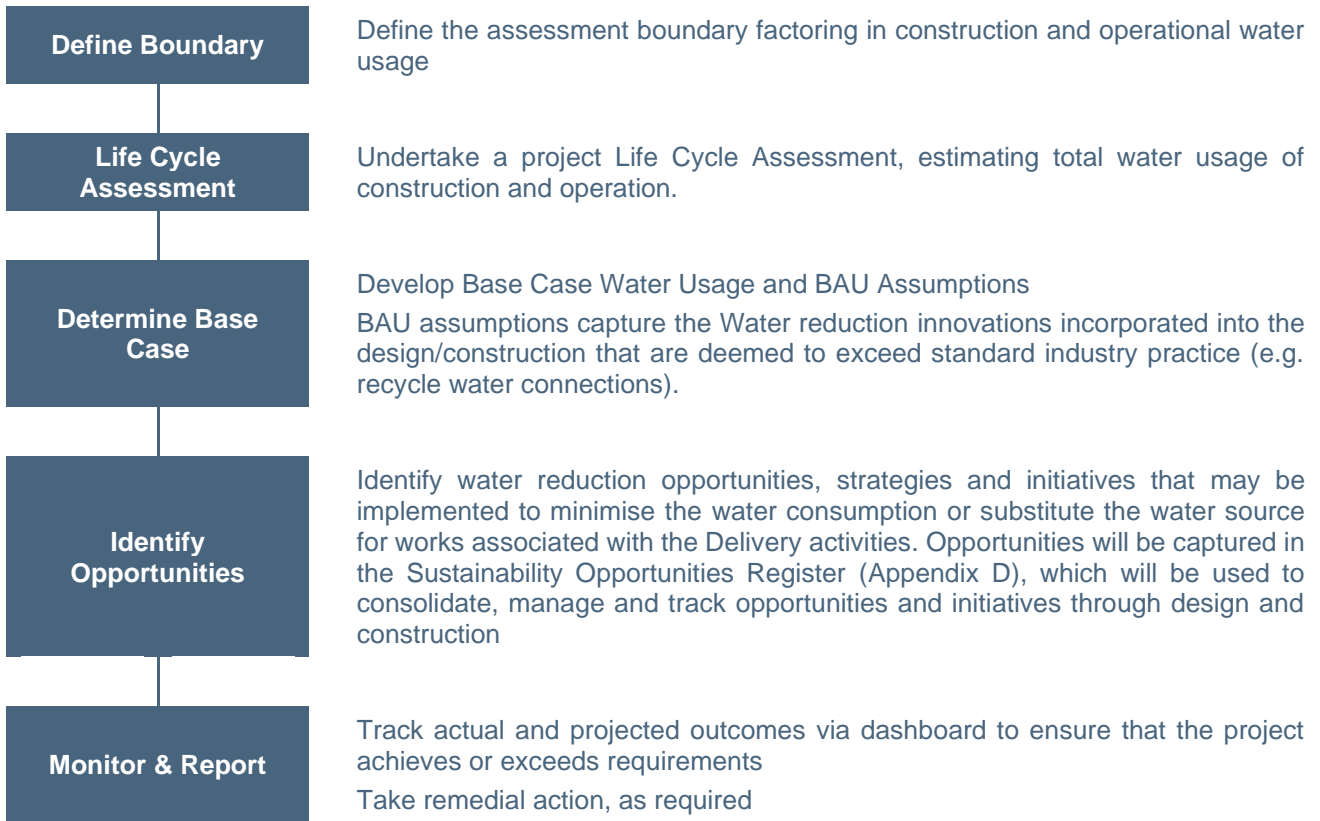 Define Boundary
Define the assessment boundary factoring in construction and operational water
usage
Life Cycle
Assessment
Undertake a project Life Cycle Assessment, estimating total water usage of
construction and operation.
Determine Base
Case
Develop Base Case Water Usage and BAU Assumptions
BAU assumptions capture the Water reduction innovations incorporated into the
design/construction that are deemed to exceed standard industry practice (e.g.
recycle water connections).
Identify
Opportunities
Identify water reduction opportunities, strategies and initiatives that may be
implemented to minimise the water consumption or substitute the water source
for works associated with the Delivery activities. Opportunities will be captured in
the Sustainability Opportunities Register (Appendix D), which will be used to
consolidate, manage and track opportunities and initiatives through design and
construction
Monitor & Report
Track actual and projected outcomes via dashboard to ensure that the project
achieves or exceeds requirements
Take remedial action, as required